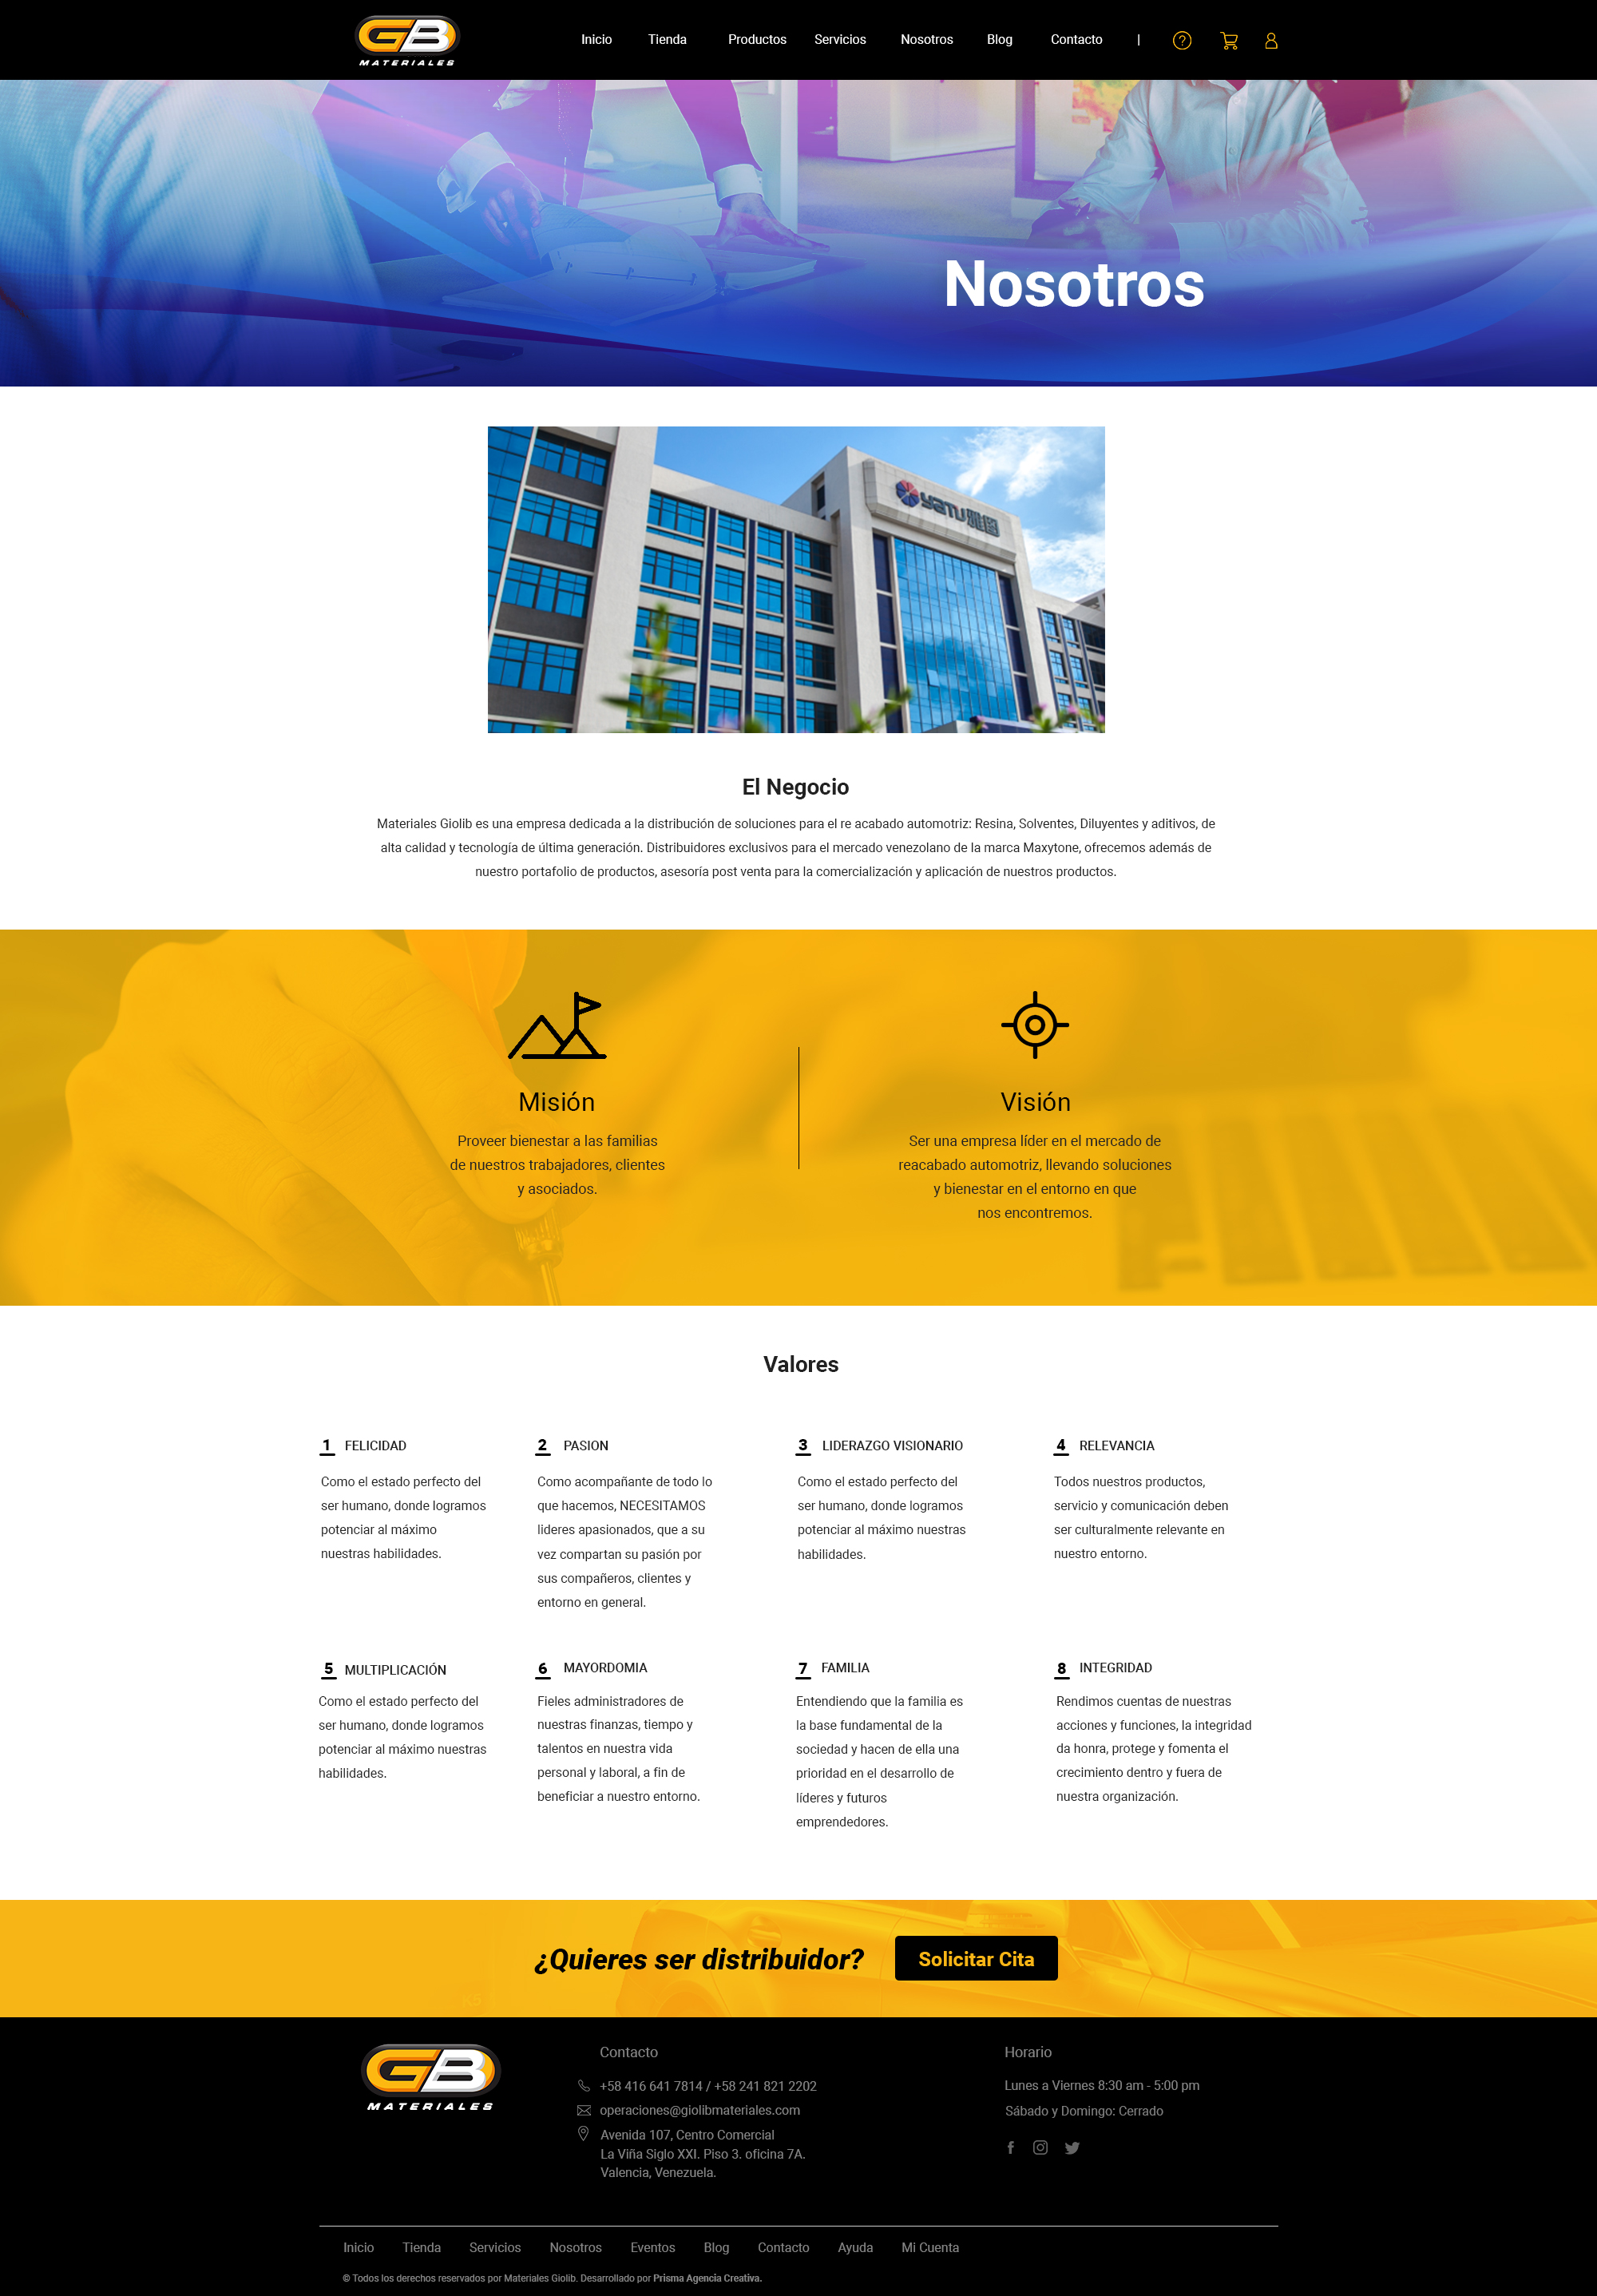 GB
MATERIALES
Inicio Tienda Productos Servicios Nosotros Blog Contacto |
Nosotros
YATU 雅图
El Negocio
Materiales Giolib es una empresa dedicada a la distribución de soluciones para el re acabado automotriz: Resina, Solventes, Diluyentes y aditivos, de
alta calidad y tecnología de última generación. Distribuidores exclusivos para el mercado venezolano de la marca Maxytone, ofrecemos además de
nuestro portafolio de productos, asesoría post venta para la comercialización y aplicación de nuestros productos.
Misión
Proveer bienestar a las familias
de nuestros trabajadores, clientes
y asociados.
Visión
Ser una empresa líder en el mercado de
reacabado automotriz, llevando soluciones
y bienestar en el entorno en que
nos encontremos.
Valores
1 FELICIDAD
Como el estado perfecto del
ser humano, donde logramos
potenciar al máximo
nuestras habilidades.
2 PASION
Como acompañante de todo lo
que hacemos, NECESITAMOS
lideres apasionados, que a su
vez compartan su pasión por
sus compañeros, clientes y
entorno en general.
3 LIDERAZGO VISIONARIO
Como el estado perfecto del
ser humano, donde logramos
potenciar al máximo nuestras
habilidades.
4 RELEVANCIA
Todos nuestros productos,
servicio y comunicación deben
ser culturalmente relevante en
nuestro entorno.
5 MULTIPLICACIÓN
Como el estado perfecto del
ser humano, donde logramos
potenciar al máximo nuestras
habilidades.
6 MAYORDOMIA
Fieles administradores de
nuestras finanzas, tiempo y
talentos en nuestra vida
personal y laboral, a fin de
beneficiar a nuestro entorno.
7 FAMILIA
Entendiendo que la familia es
la base fundamental de la
sociedad y hacen de ella una
prioridad en el desarrollo de
líderes y futuros
emprendedores.
8 INTEGRIDAD
Rendimos cuentas de nuestras
acciones y funciones, la integridad
da honra, protege y fomenta el
crecimiento dentro y fuera de
nuestra organización.
¿Quieres ser distribuidor?
Solicitar Cita
GB
MATERIALES
Contacto
+58 416 641 7814 / +58 241 821 2202
operaciones@giolibmateriales.com
Avenida 107, Centro Comercial
La Viña Siglo XXI. Piso 3. oficina 7A.
Valencia, Venezuela.
Horario
Lunes a Viernes 8:30 am - 5:00 pm
Sábado y Domingo: Cerrado
Inicio Tienda Servicios Nosotros Eventos Blog Contacto Ayuda Mi Cuenta
© Todos los derechos reservados por Materiales Giolib. Desarrollado por Prisma Agencia Creativa.